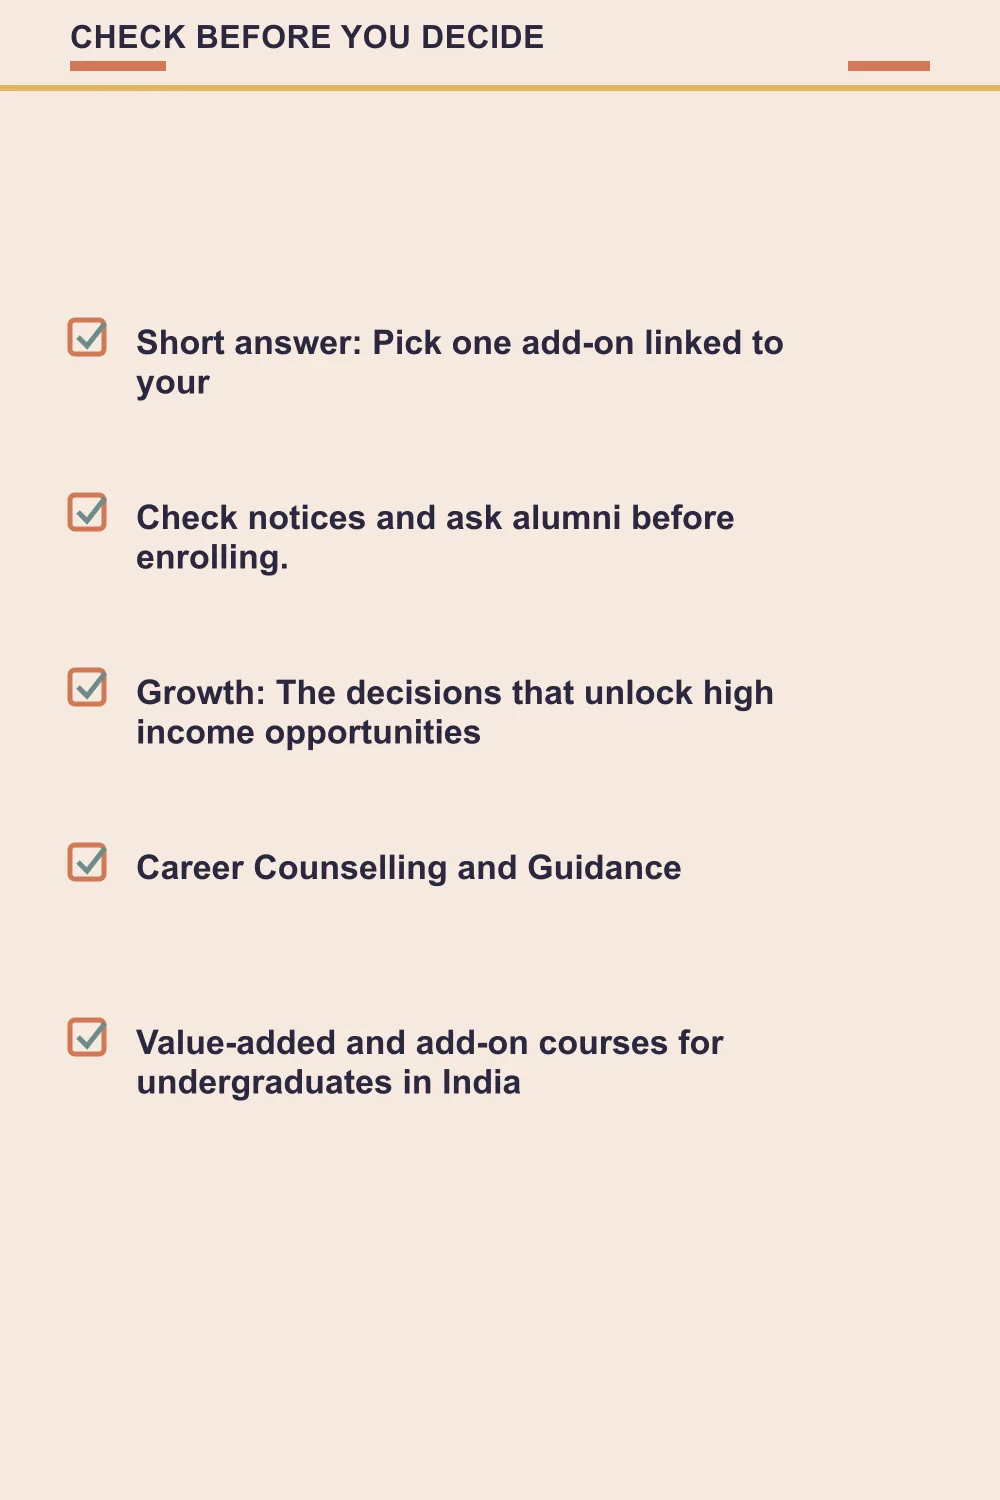 CHECK BEFORE YOU DECIDE
Short answer: Pick one add-on linked to
your
Check notices and ask alumni before
enrolling.
Growth: The decisions that unlock high
income opportunities
Career Counselling and Guidance
Value-added and add-on courses for
undergraduates in India